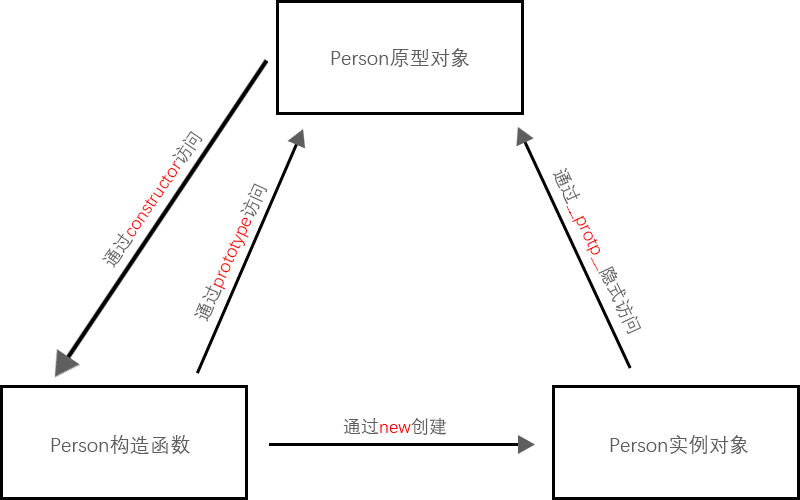 Person原型对象
通过constructor访问
通过prototype访问
通过__protp__隐式访问
通过new创建
Person构造函数
Person实例对象